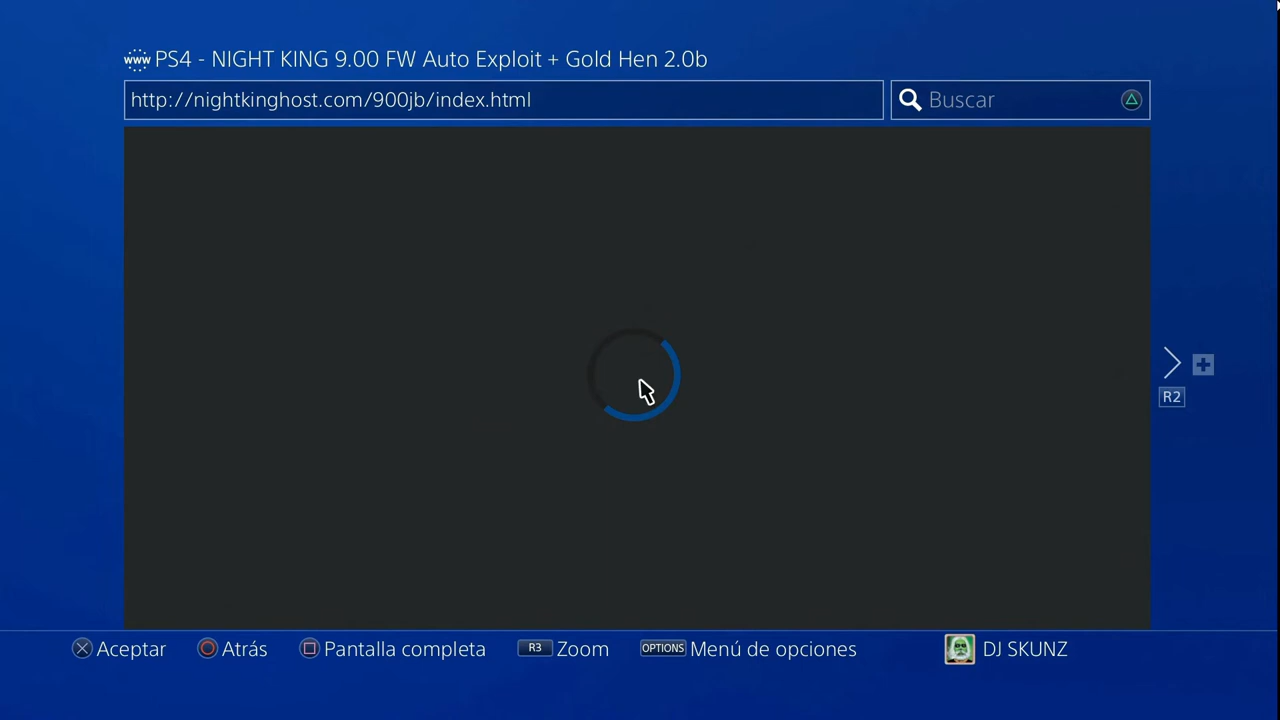 www PS4 - NIGHT KING 9.00 FW Auto Exploit + Gold Hen 2.0b
http://nightkinghost.com/900jb/index.html Buscar
R2
Aceptar Atrás Pantalla completa R3 Zoom OPTIONS Menú de opciones DJ SKUNZ